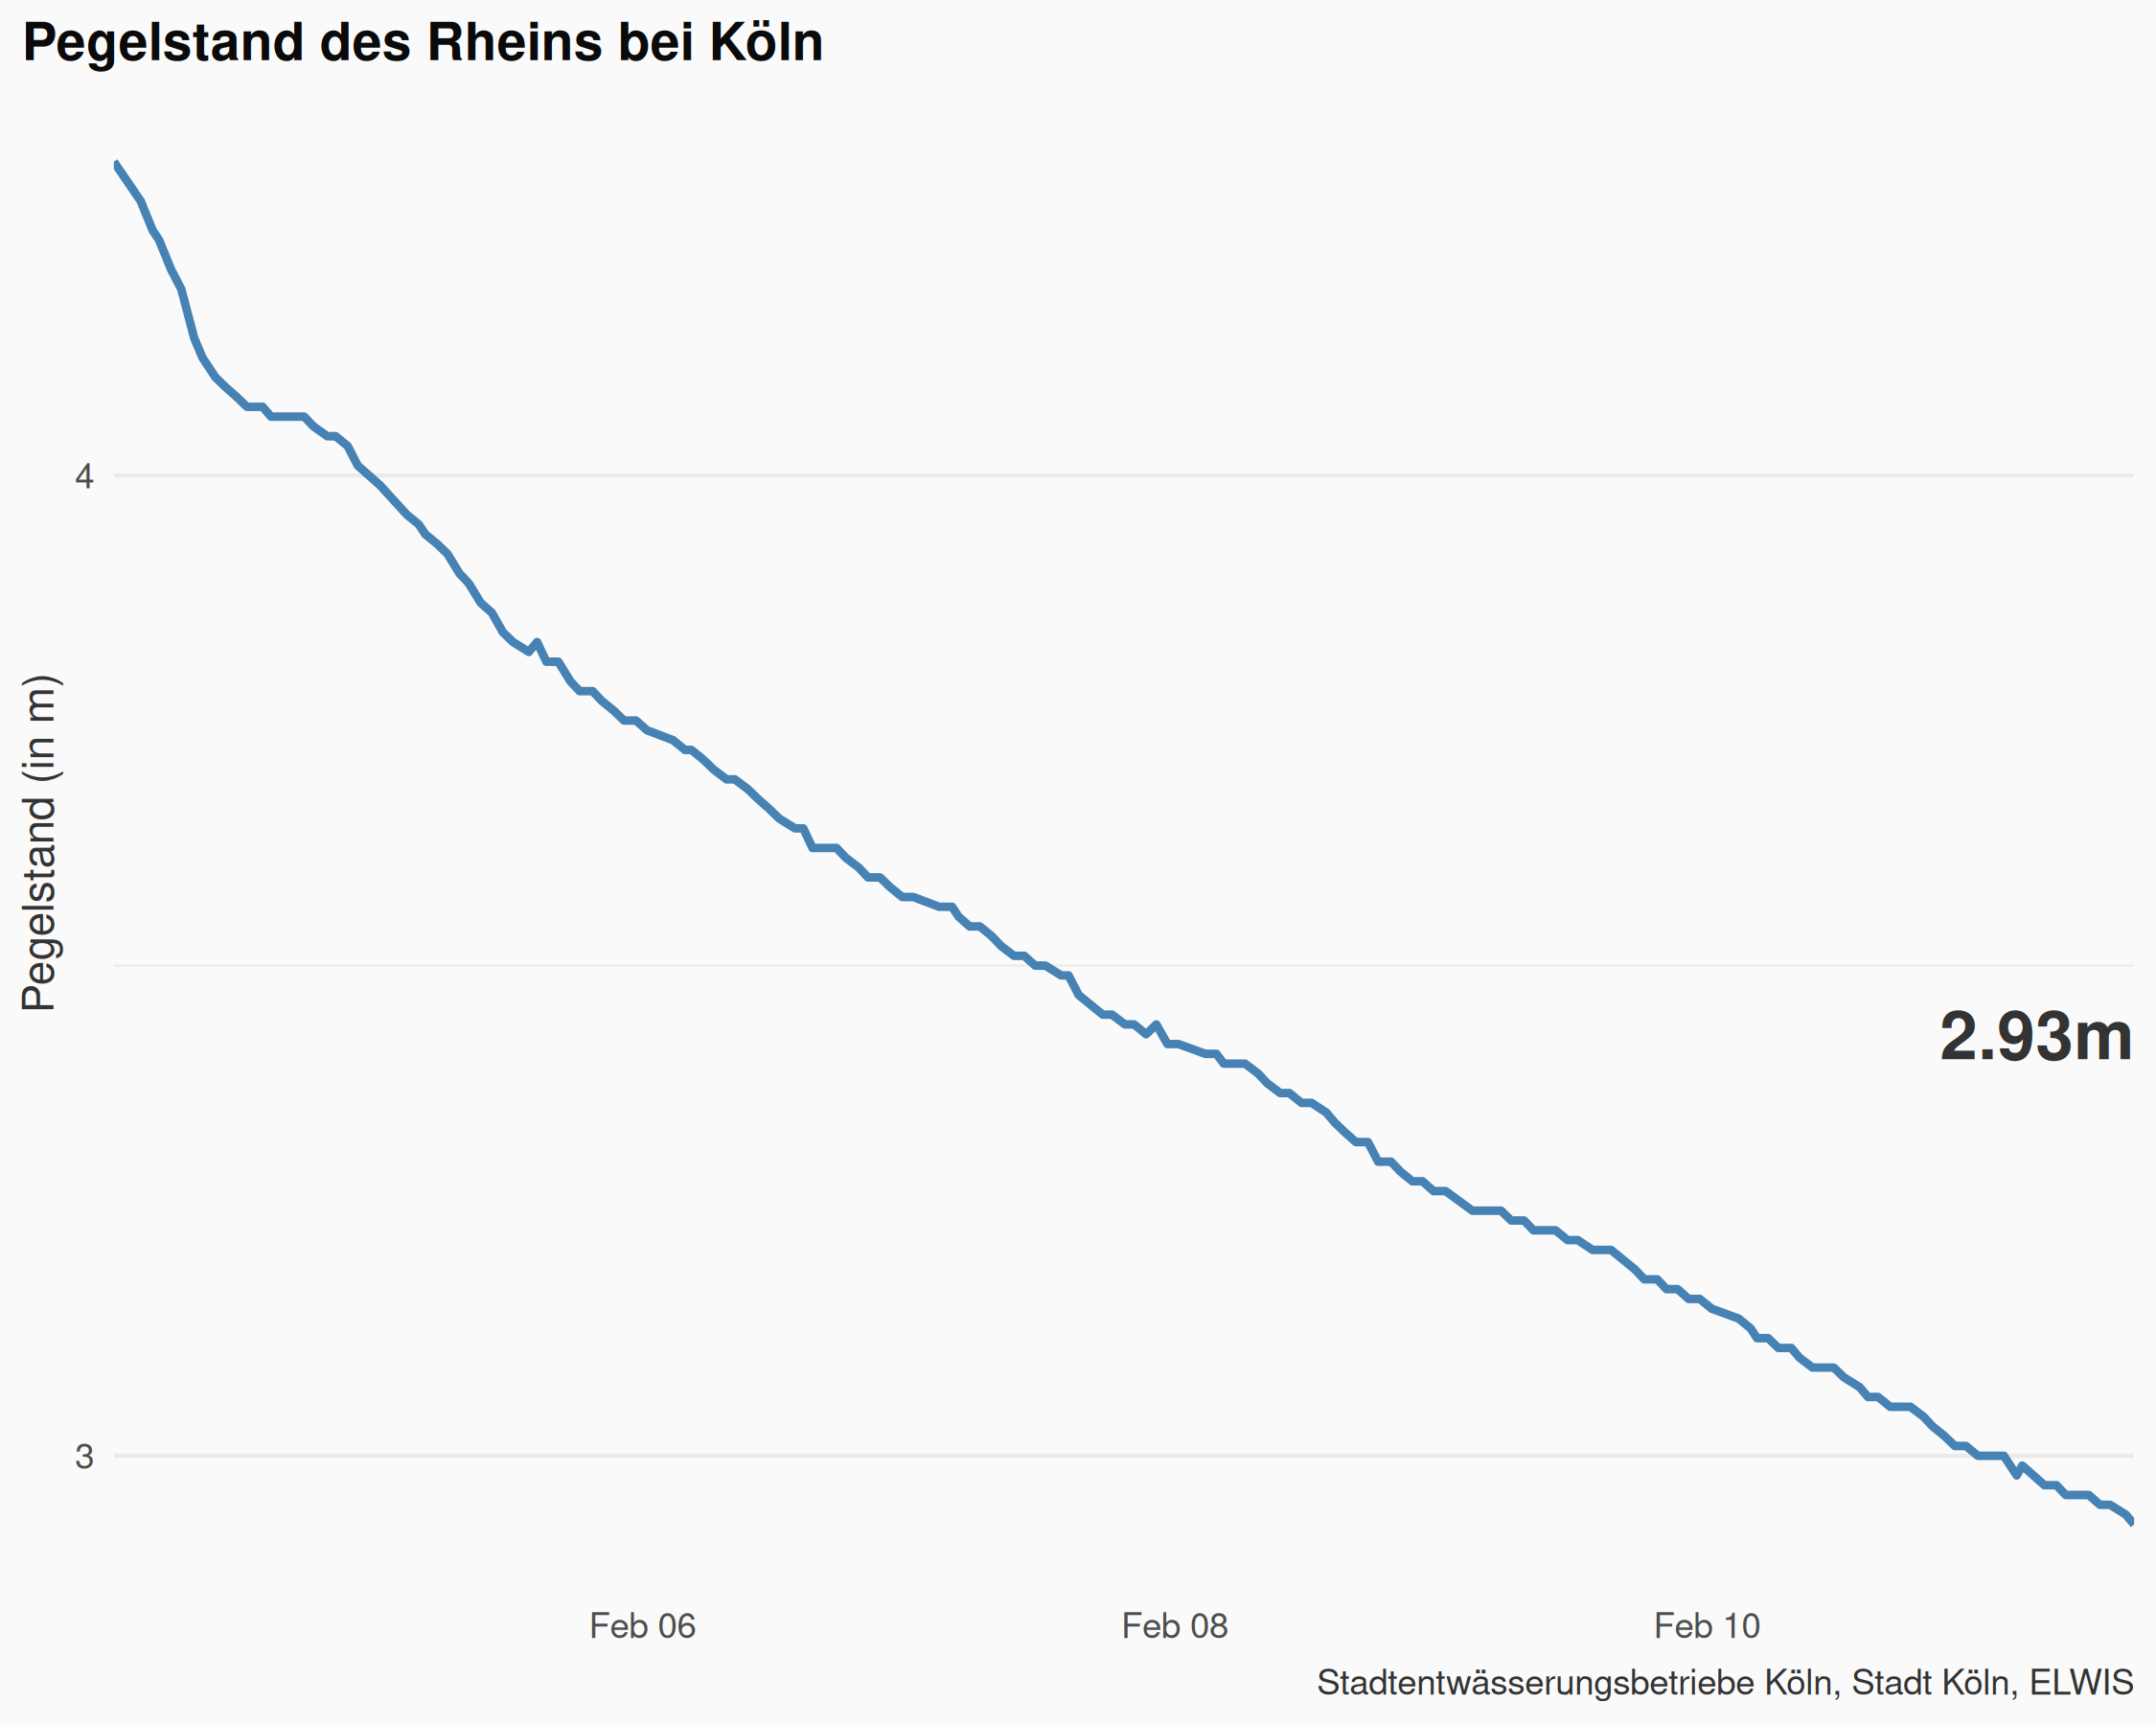 Pegelstand des Rheins bei Köln
Pegelstand (in m)
4
3
2.93m
Feb 06
Feb 08
Feb 10
Stadtentwässerungsbetriebe Köln, Stadt Köln, ELWIS